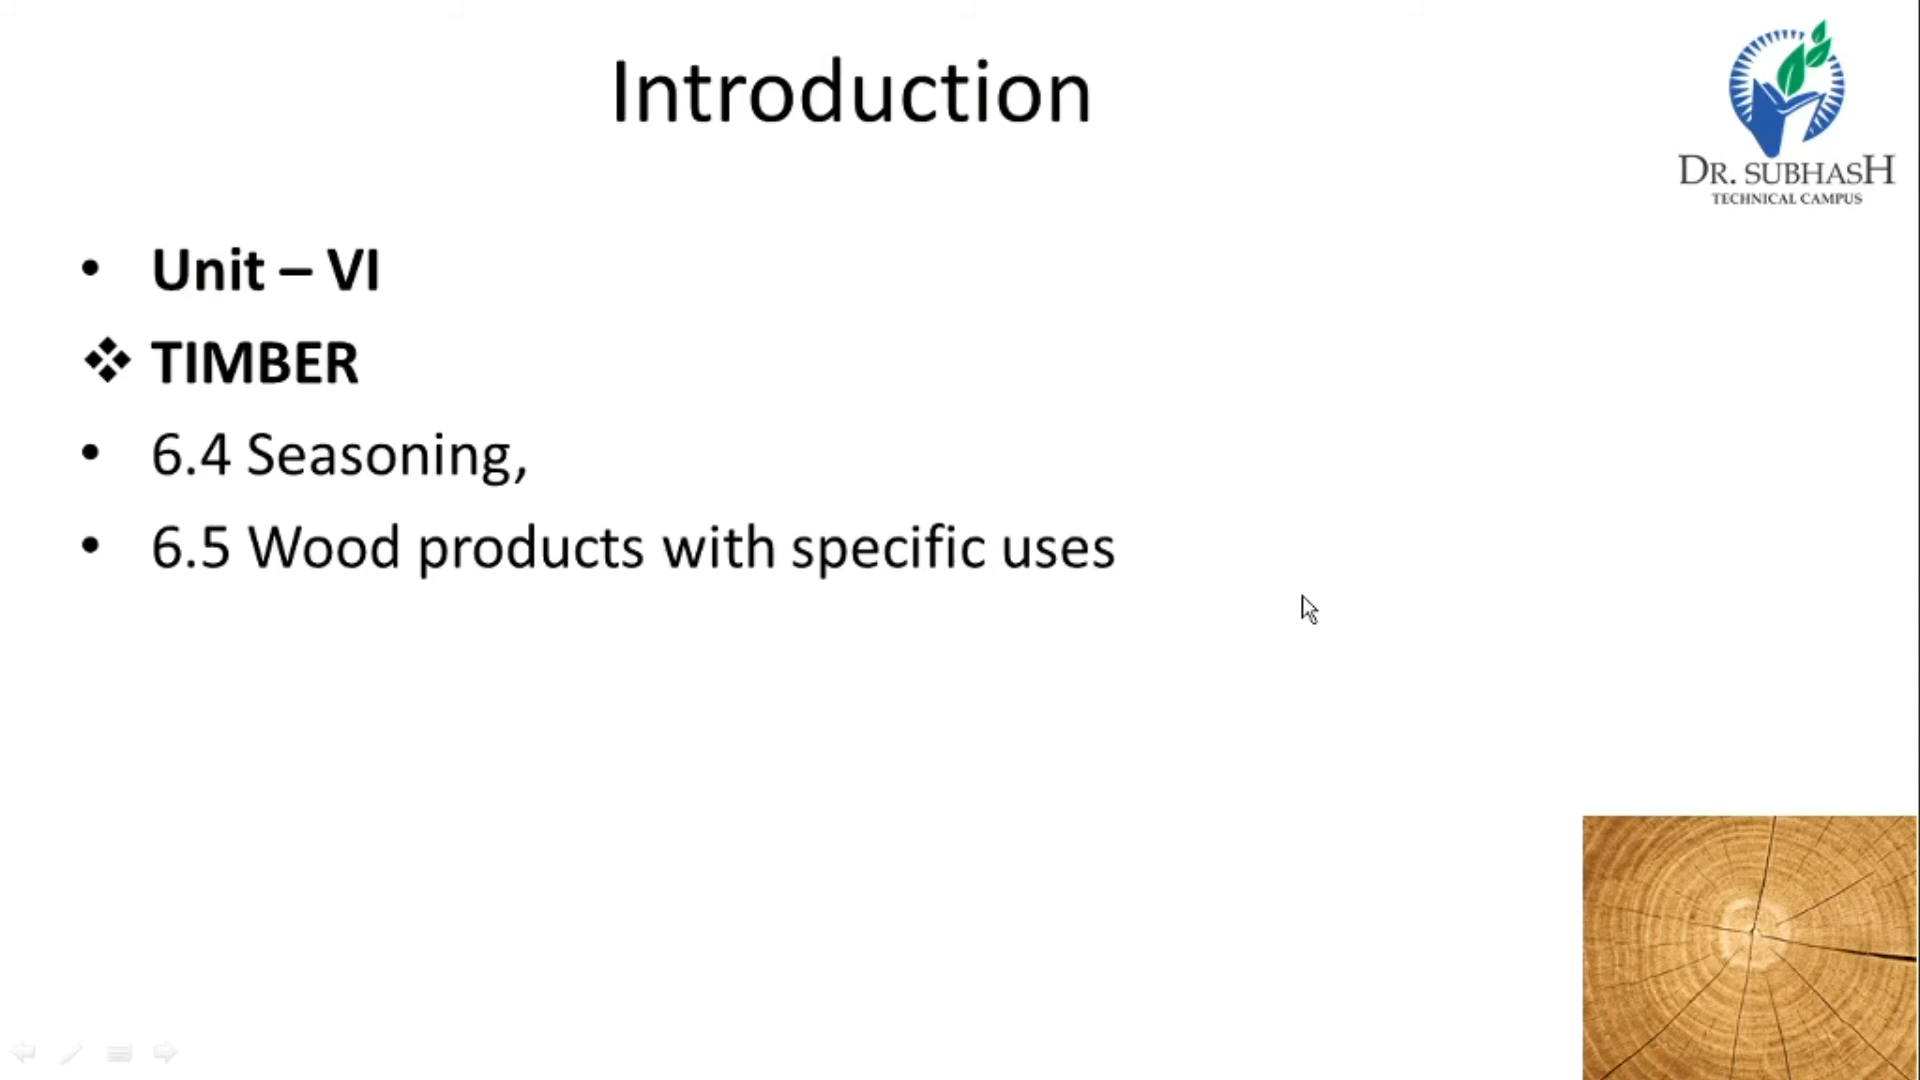 Introduction
DR. SUBHASH
TECHNICAL CAMPUS
• Unit – VI
❖ TIMBER
• 6.4 Seasoning,
• 6.5 Wood products with specific uses